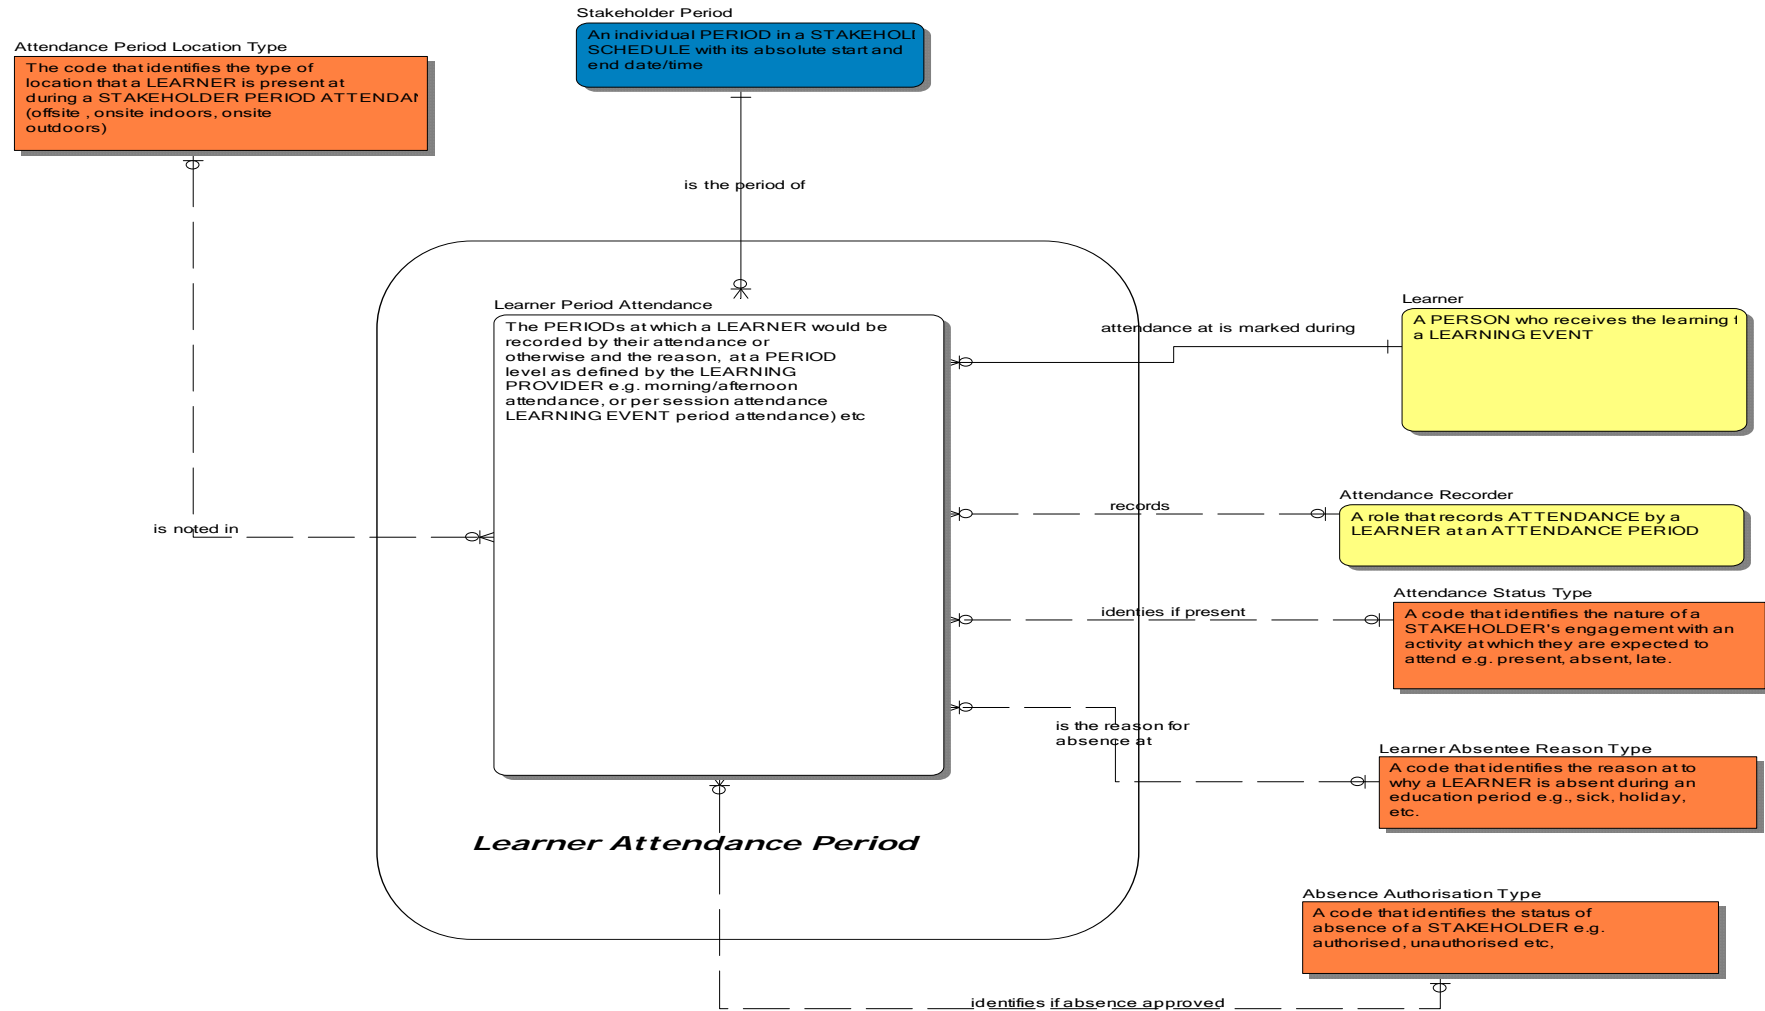 Stakeholder Period
An individual PERIOD in a STAKEHOL
SCHEDULE with its absolute start and
end date/time
Attendance Period Location Type
The code that identifies the type of
location that a LEARNER is present at
during a STAKEHOLDER PERIOD ATTENDAN
(offsite , onsite indoors, onsite
outdoors)
is the period of
Learner Period Attendance
The PERIODs at which a LEARNER would be
recorded by their attendance or
otherwise and the reason, at a PERIOD
level as defined by the LEARNING
PROVIDER e.g. morning/afternoon
attendance, or per session attendance
LEARNING EVENT period attendance) etc
Learner
A PERSON who receives the learning
a LEARNING EVENT
attendance at is marked during
Attendance Recorder
A role that records ATTENDANCE by a
LEARNER at an ATTENDANCE PERIOD
records
is noted in
Attendance Status Type
A code that identifies the nature of a
STAKEHOLDER's engagement with an
activity at which they are expected to
attend e.g. present, absent, late.
identies if present
is the reason for
absence at
Learner Absentee Reason Type
A code that identifies the reason at to
why a LEARNER is absent during an
education period e.g., sick, holiday,
etc.
Learner Attendance Period
Absence Authorisation Type
A code that identifies the status of
absence of a STAKEHOLDER e.g.
authorised, unauthorised etc,
identifies if absence approved